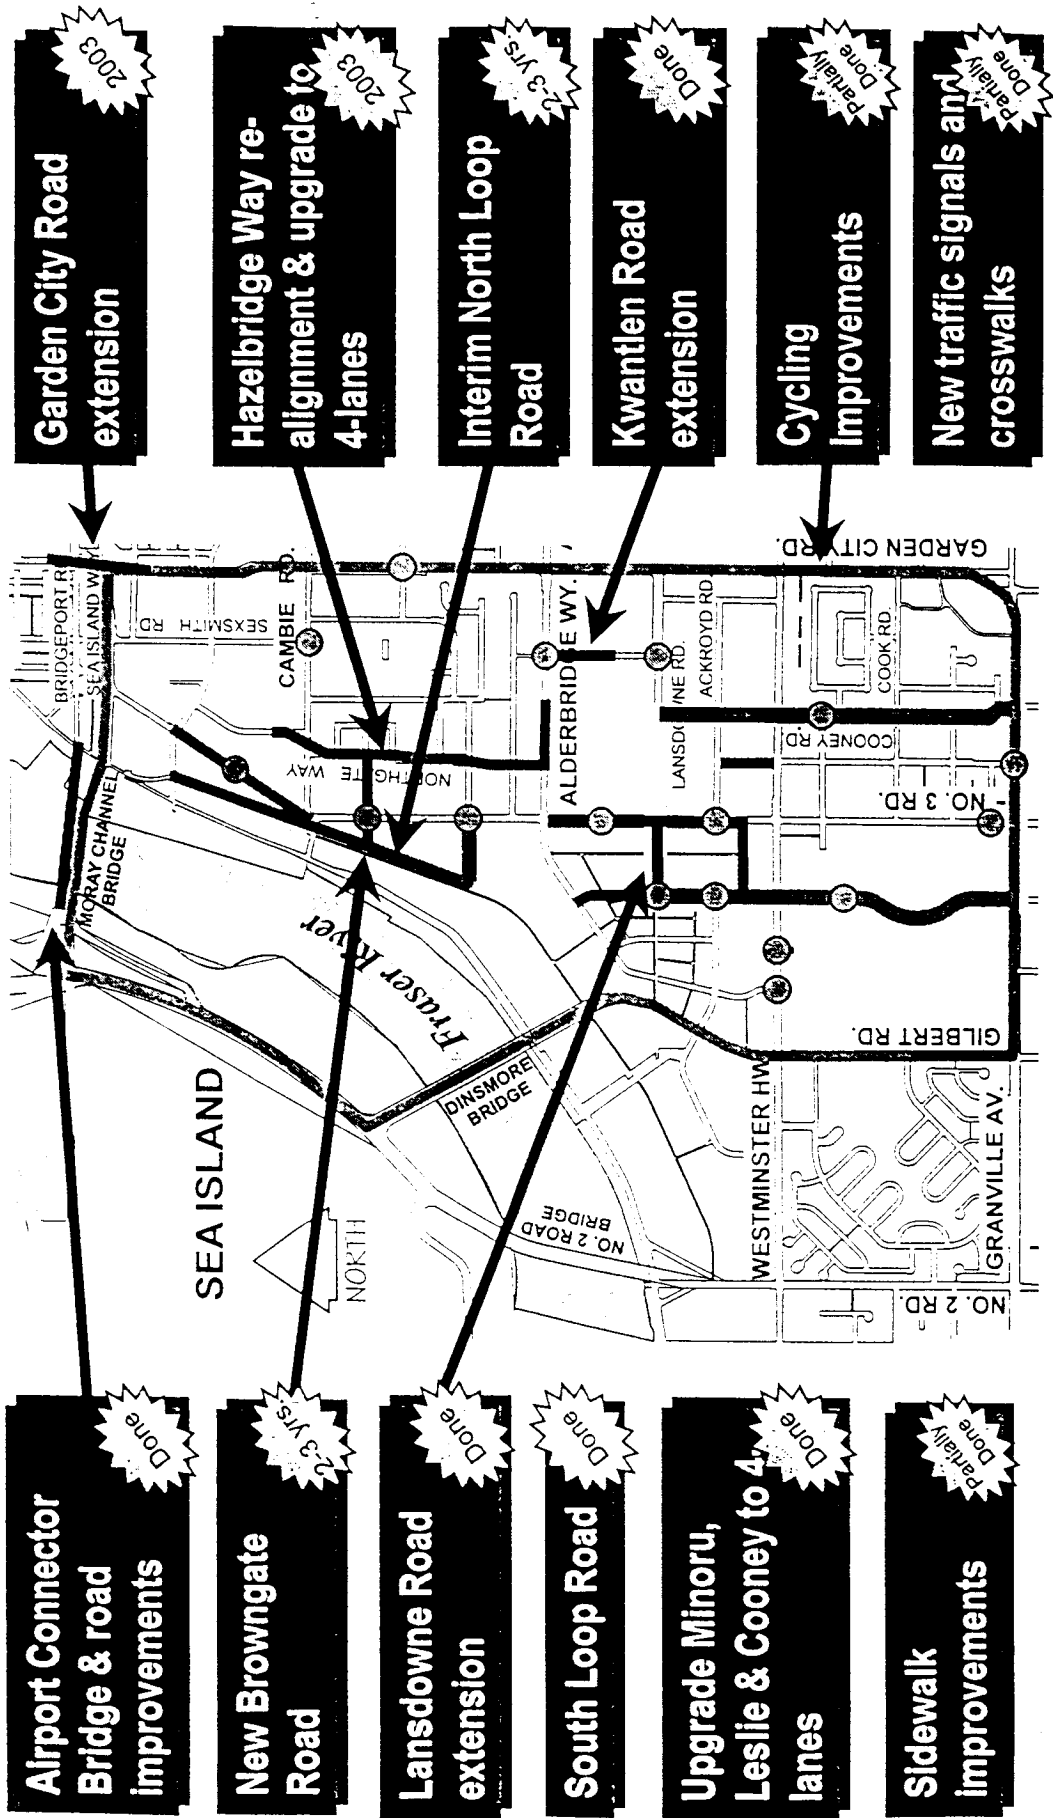 Airport Connector
Bridge & road
improvements
Done
New Browngate
Road
2-3 yrs.
Lansdowne Road
extension
Done
South Loop Road
Done
Upgrade Minoru,
Leslie & Cooney to 4
lanes
Done
Sidewalk
improvements
Partially
Done
SEA ISLAND
NORTH
Fraser River
MORAY CHANNEL
BRIDGE
DINSMORE
BRIDGE
NO. 2 ROAD
BRIDGE
BRIDGEPORT R
SEA ISLAND WY
SEXSMITH RD
CAMBIE RD.
NORTHGATE WAY
ALDERBRIDGE WY.
LANSDOWNE RD.
ACKROYD RD
COOK RD.
COONEY RD
NO. 3 RD.
GARDEN CITY RD.
GILBERT RD.
WESTMINSTER HW
GRANVILLE AV.
NO. 2 RD.
Garden City Road
extension
2003
Hazelbridge Way re-
alignment & upgrade to
4-lanes
2003
Interim North Loop
Road
2-3 yrs.
Kwantlen Road
extension
Done
Cycling
Improvements
Partially
Done
New traffic signals and
crosswalks
Partially
Done